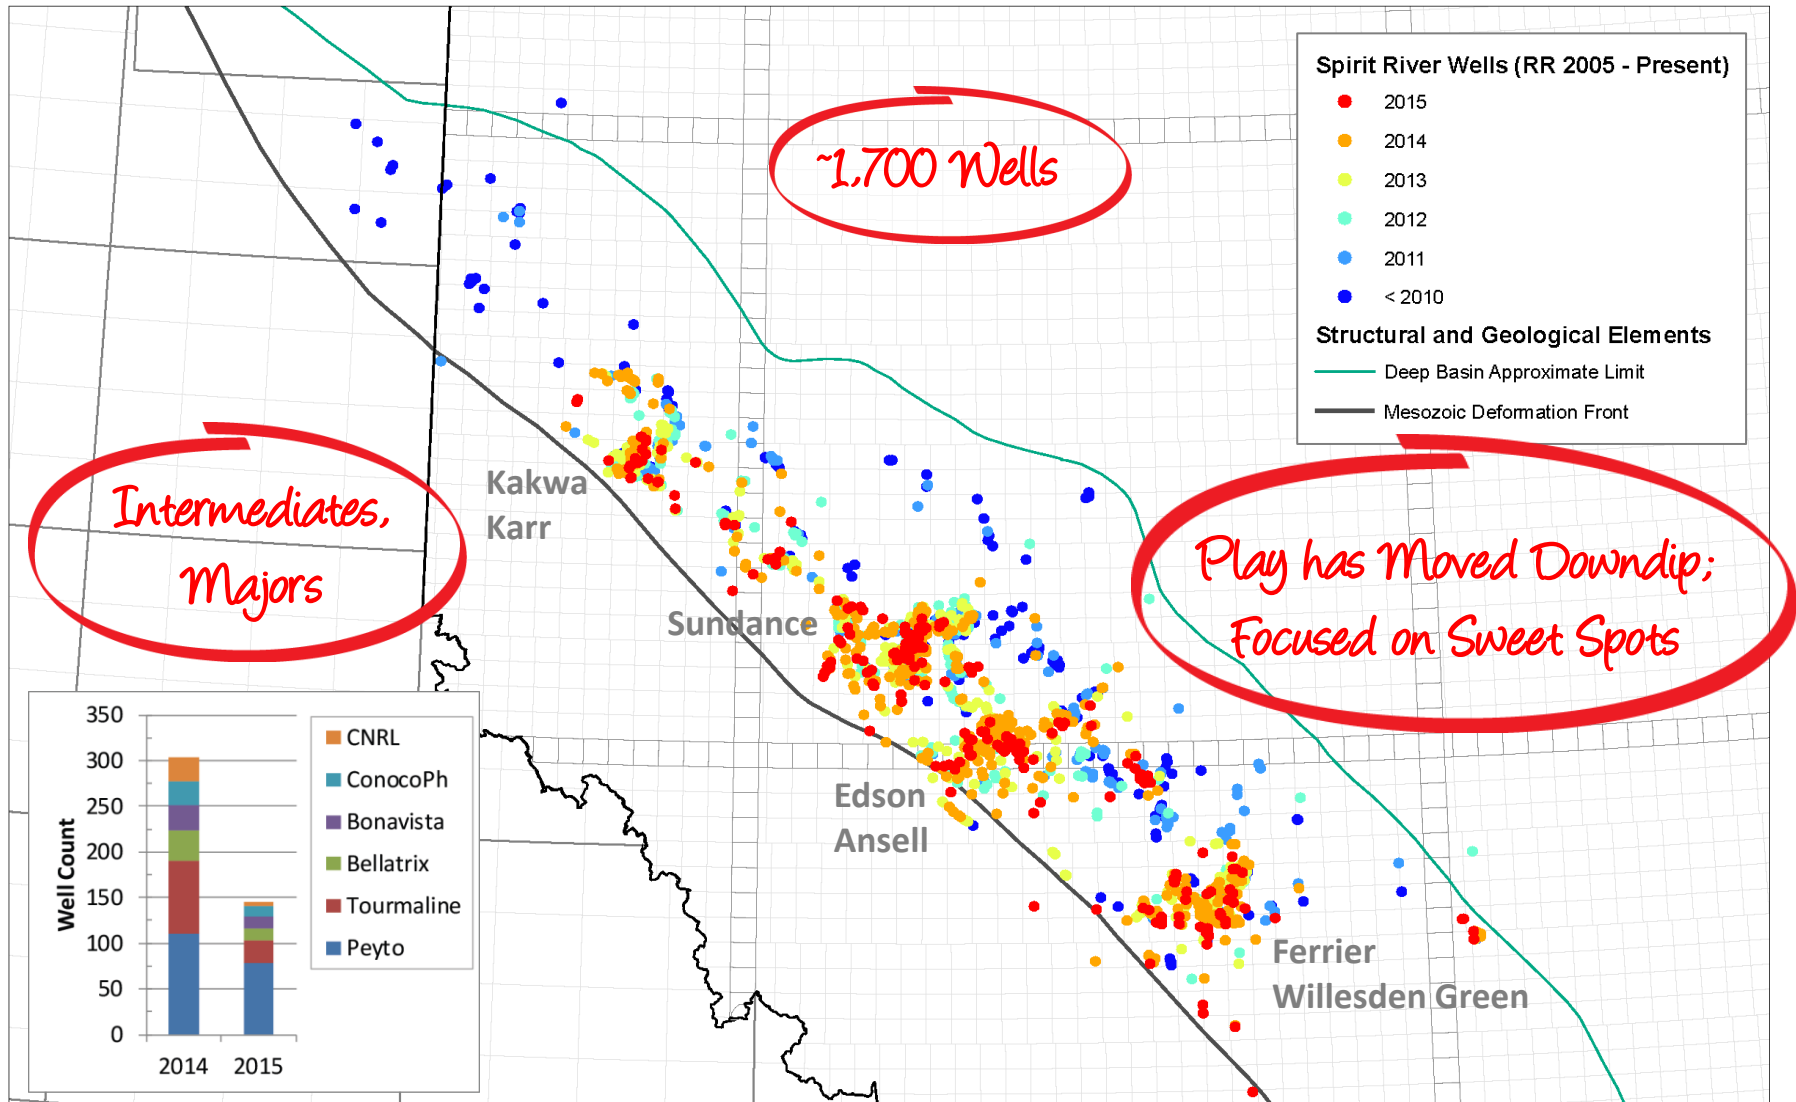 ~1,700 Wells
Spirit River Wells (RR 2005 - Present)
2015
2014
2013
2012
2011
< 2010
Structural and Geological Elements
Deep Basin Approximate Limit
Mesozoic Deformation Front
Intermediates,
Majors
Kakwa
Karr
Play has Moved Downdip;
Focused on Sweet Spots
Sundance
Edson
Ansell
Ferrier
Willesden Green
Well Count
350
300
250
200
150
100
50
0
2014
2015
CNRL
ConocoPh
Bonavista
Bellatrix
Tourmaline
Peyto